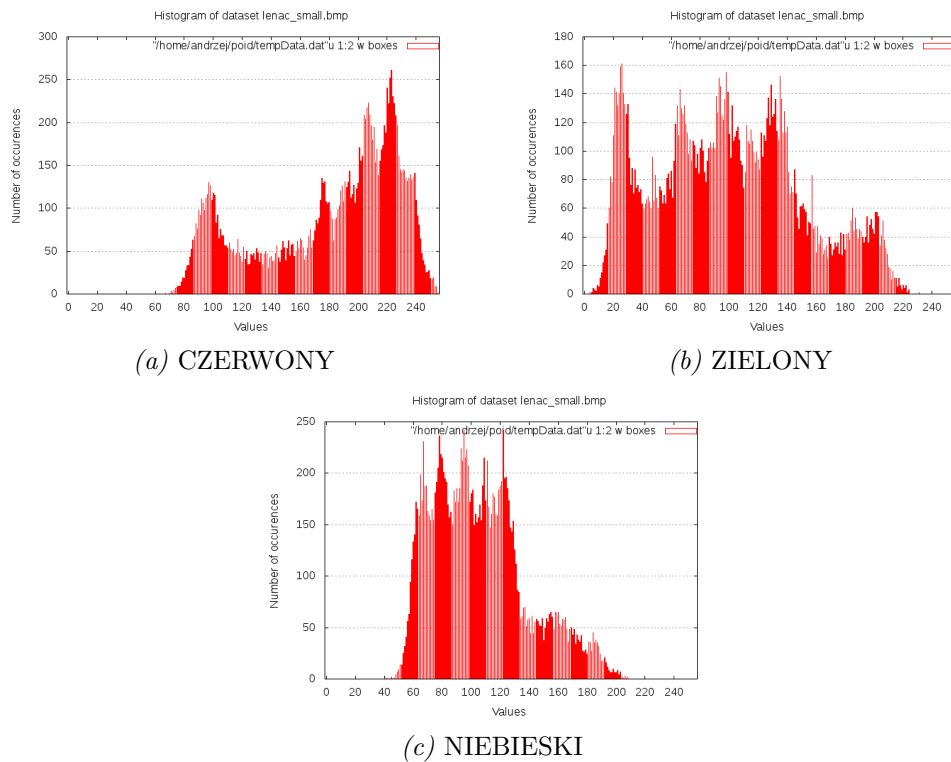 Histogram of dataset lenac_small.bmp
"/home/andrzej/poid/tempData.dat"u 1:2 w boxes
Number of occurences
300
250
200
150
100
50
0
0 20 40 60 80 100 120 140 160 180 200 220 240
Values
(a) CZERWONY
Histogram of dataset lenac_small.bmp
"/home/andrzej/poid/tempData.dat"u 1:2 w boxes
Number of occurences
180
160
140
120
100
80
60
40
20
0
0 20 40 60 80 100 120 140 160 180 200 220 240
Values
(b) ZIELONY
Histogram of dataset lenac_small.bmp
"/home/andrzej/poid/tempData.dat"u 1:2 w boxes
Number of occurences
250
200
150
100
50
0
0 20 40 60 80 100 120 140 160 180 200 220 240
Values
(c) NIEBIESKI